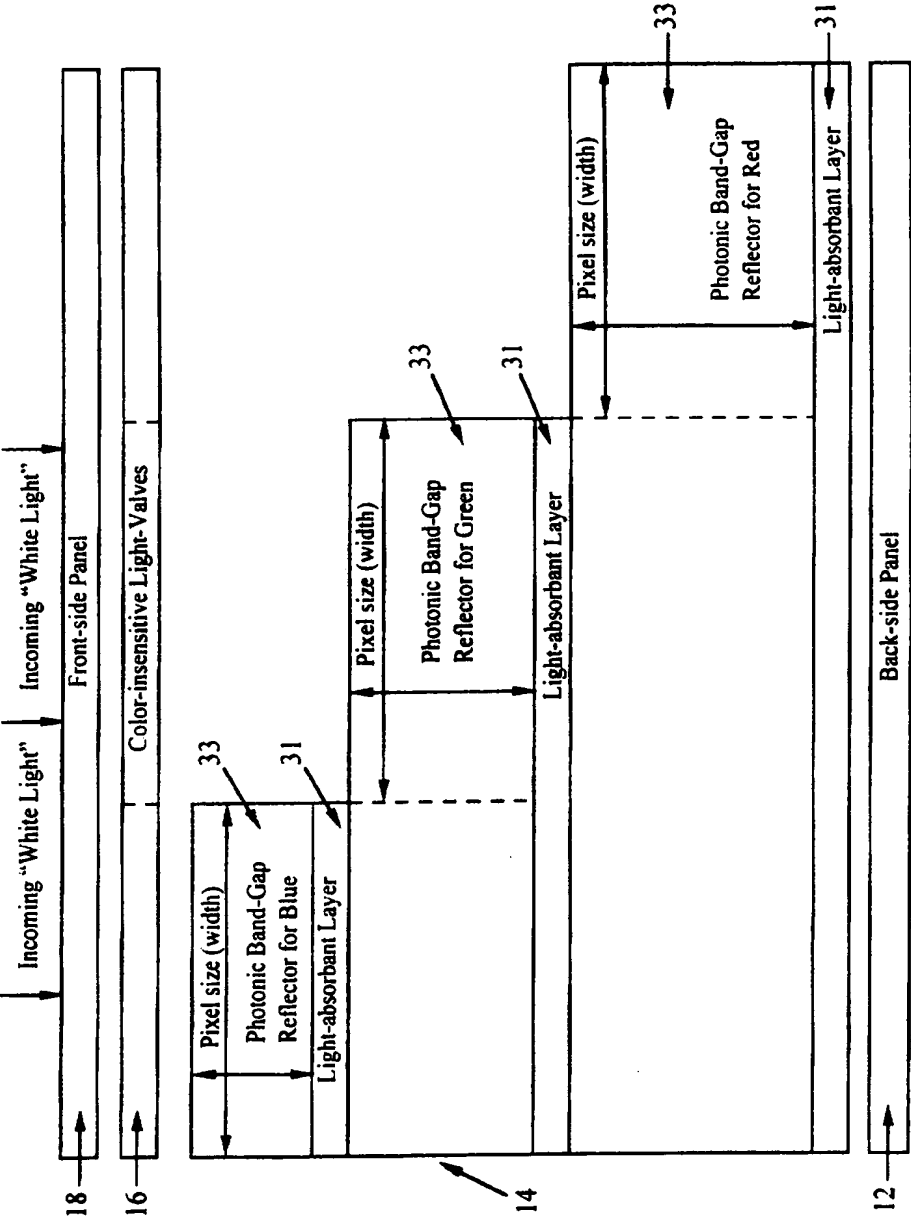 Incoming “White Light”
Incoming “White Light”
18
Front-side Panel
16
Color-insensitive Light-Valves
Pixel size (width)
33
Photonic Band-Gap
Reflector for Blue
31
Light-absorbant Layer
14
Pixel size (width)
33
Photonic Band-Gap
Reflector for Green
31
Light-absorbant Layer
Pixel size (width)
33
Photonic Band-Gap
Reflector for Red
31
Light-absorbant Layer
12
Back-side Panel